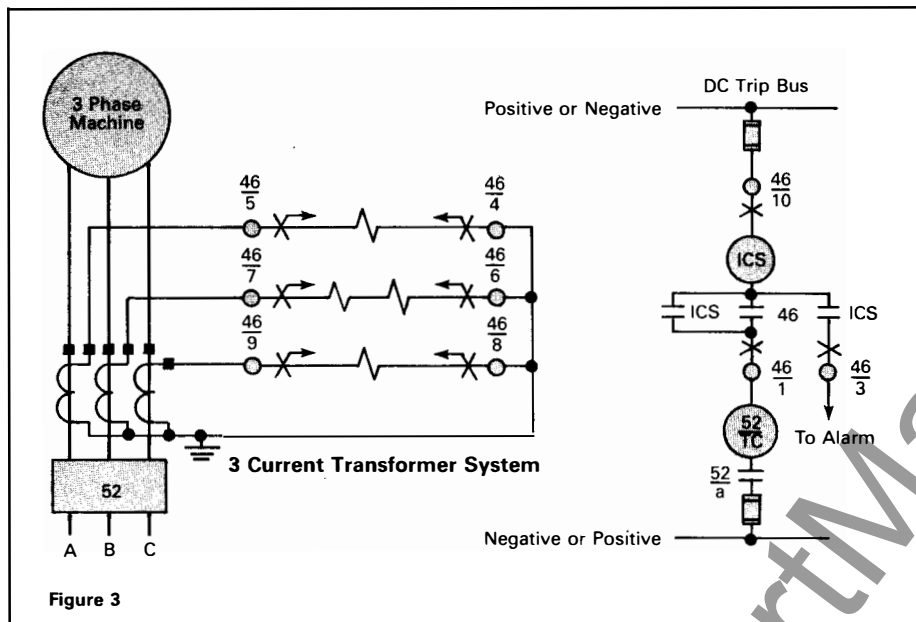 3 Phase
Machine
46
5
46
4
46
7
46
6
46
9
46
8
3 Current Transformer System
52
A B C
DC Trip Bus
Positive or Negative
46
10
ICS
ICS 46 ICS
46
1
46
3
52
TC
To Alarm
52
a
Negative or Positive
Figure 3